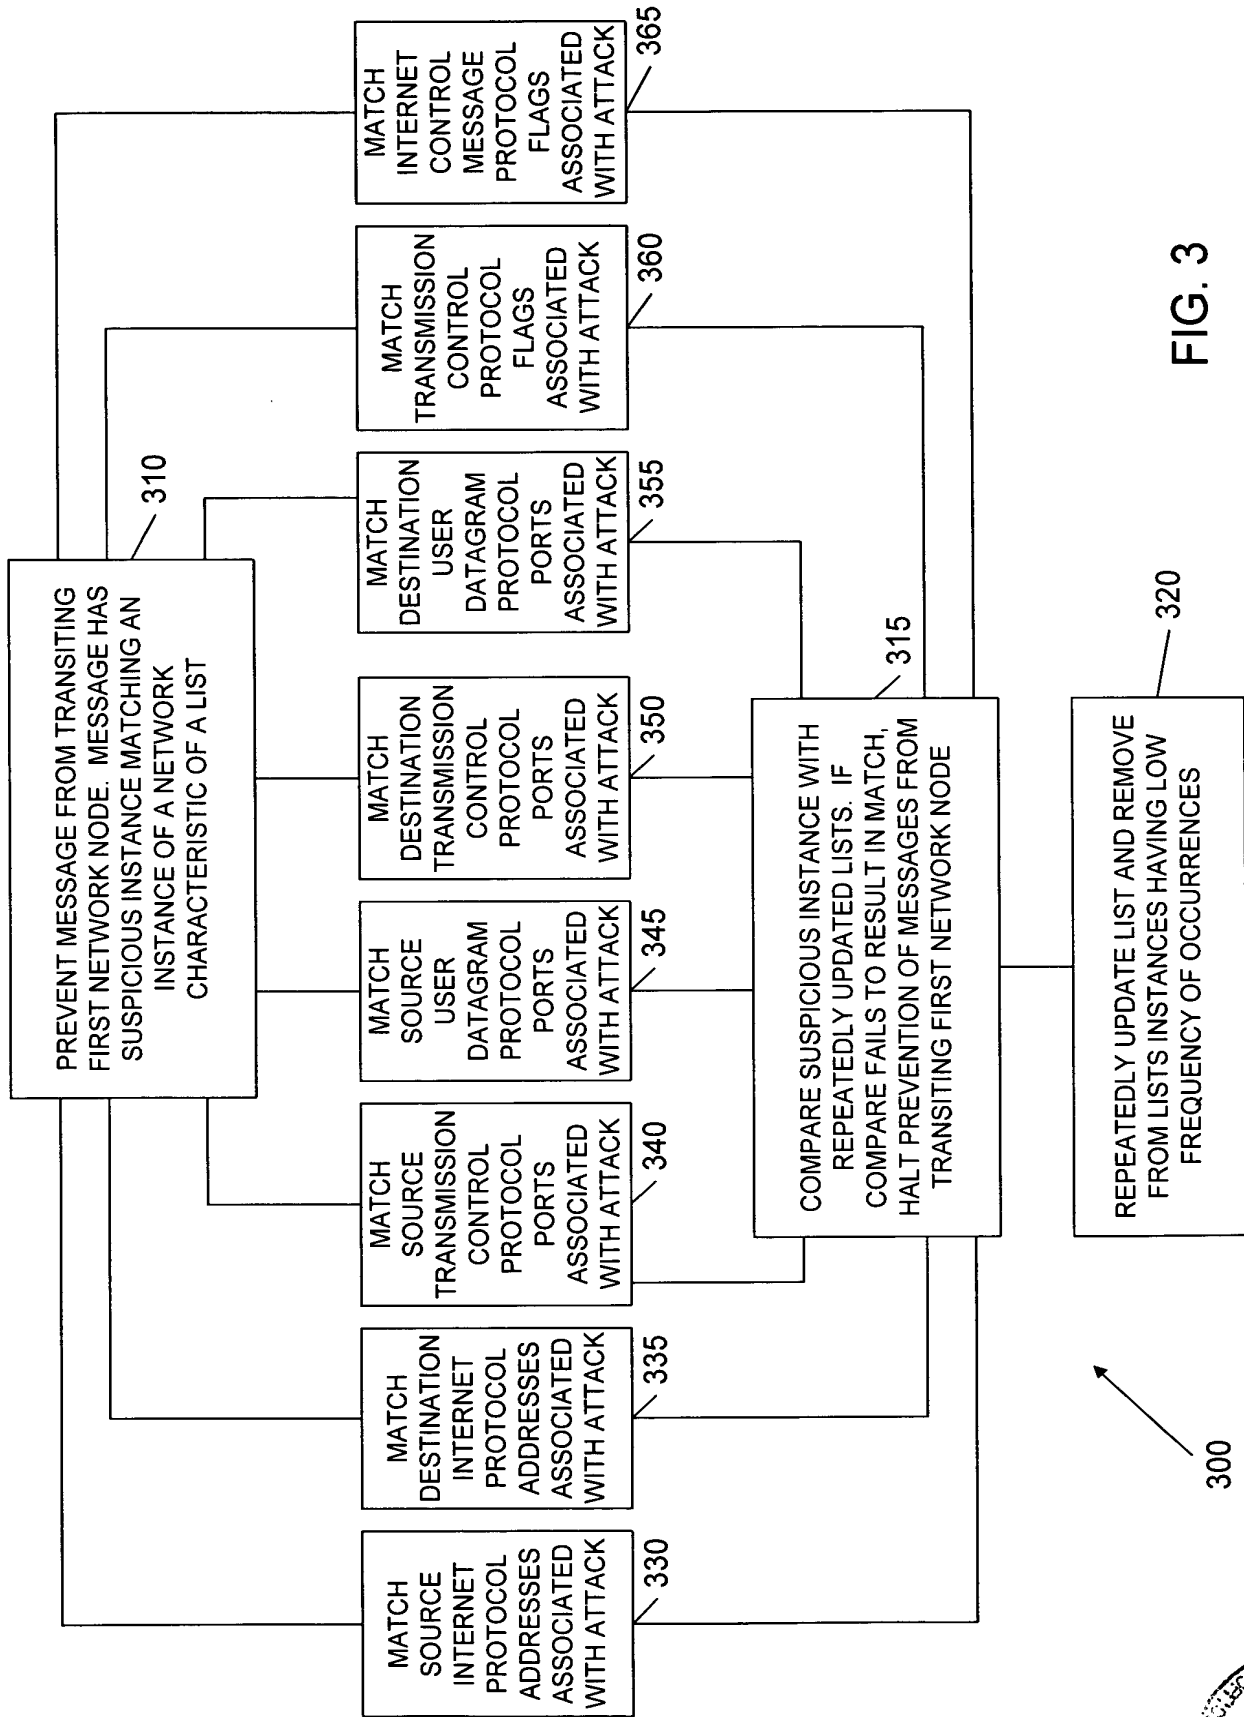 PREVENT MESSAGE FROM TRANSITING
FIRST NETWORK NODE. MESSAGE HAS
SUSPICIOUS INSTANCE MATCHING AN
INSTANCE OF A NETWORK
CHARACTERISTIC OF A LIST
310
MATCH
SOURCE
INTERNET
PROTOCOL
ADDRESSES
ASSOCIATED
WITH ATTACK
330
MATCH
DESTINATION
INTERNET
PROTOCOL
ADDRESSES
ASSOCIATED
WITH ATTACK
335
MATCH
SOURCE
TRANSMISSION
CONTROL
PROTOCOL
PORTS
ASSOCIATED
WITH ATTACK
340
MATCH
SOURCE
USER
DATAGRAM
PROTOCOL
PORTS
ASSOCIATED
WITH ATTACK
345
MATCH
DESTINATION
TRANSMISSION
CONTROL
PROTOCOL
PORTS
ASSOCIATED
WITH ATTACK
350
MATCH
DESTINATION
USER
DATAGRAM
PROTOCOL
PORTS
ASSOCIATED
WITH ATTACK
355
MATCH
TRANSMISSION
CONTROL
PROTOCOL
FLAGS
ASSOCIATED
WITH ATTACK
360
MATCH
INTERNET
CONTROL
MESSAGE
PROTOCOL
FLAGS
ASSOCIATED
WITH ATTACK
365
COMPARE SUSPICIOUS INSTANCE WITH
REPEATEDLY UPDATED LISTS. IF
COMPARE FAILS TO RESULT IN MATCH,
HALT PREVENTION OF MESSAGES FROM
TRANSITING FIRST NETWORK NODE
315
REPEATEDLY UPDATE LIST AND REMOVE
FROM LISTS INSTANCES HAVING LOW
FREQUENCY OF OCCURRENCES
320
300
FIG. 3